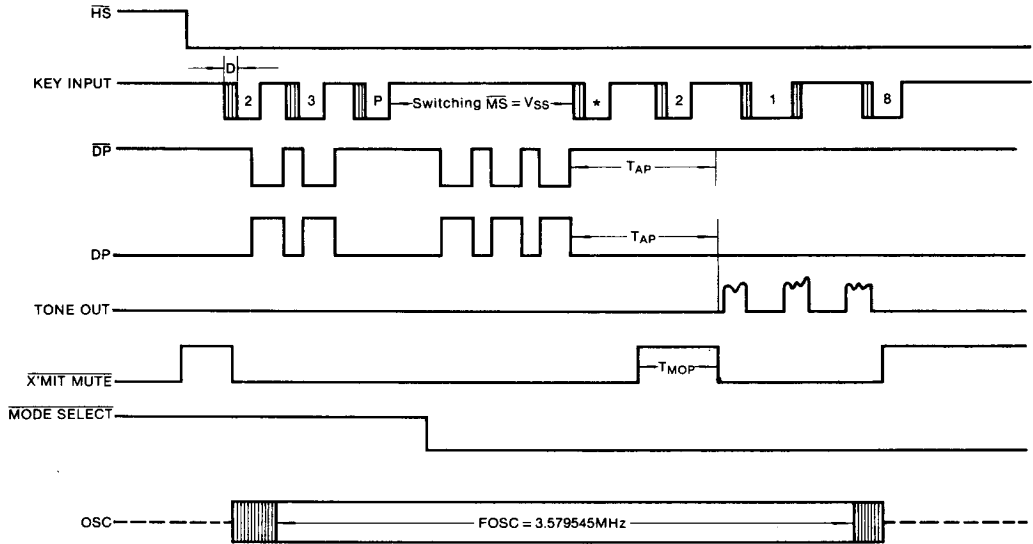 HS
D
KEY INPUT 2 3 P Switching MS = VSS * 2 1 8
DP
TAP
TAP
DP
TONE OUT
TMOP
X'MIT MUTE
MODE SELECT
OSC FOSC = 3.579545MHz